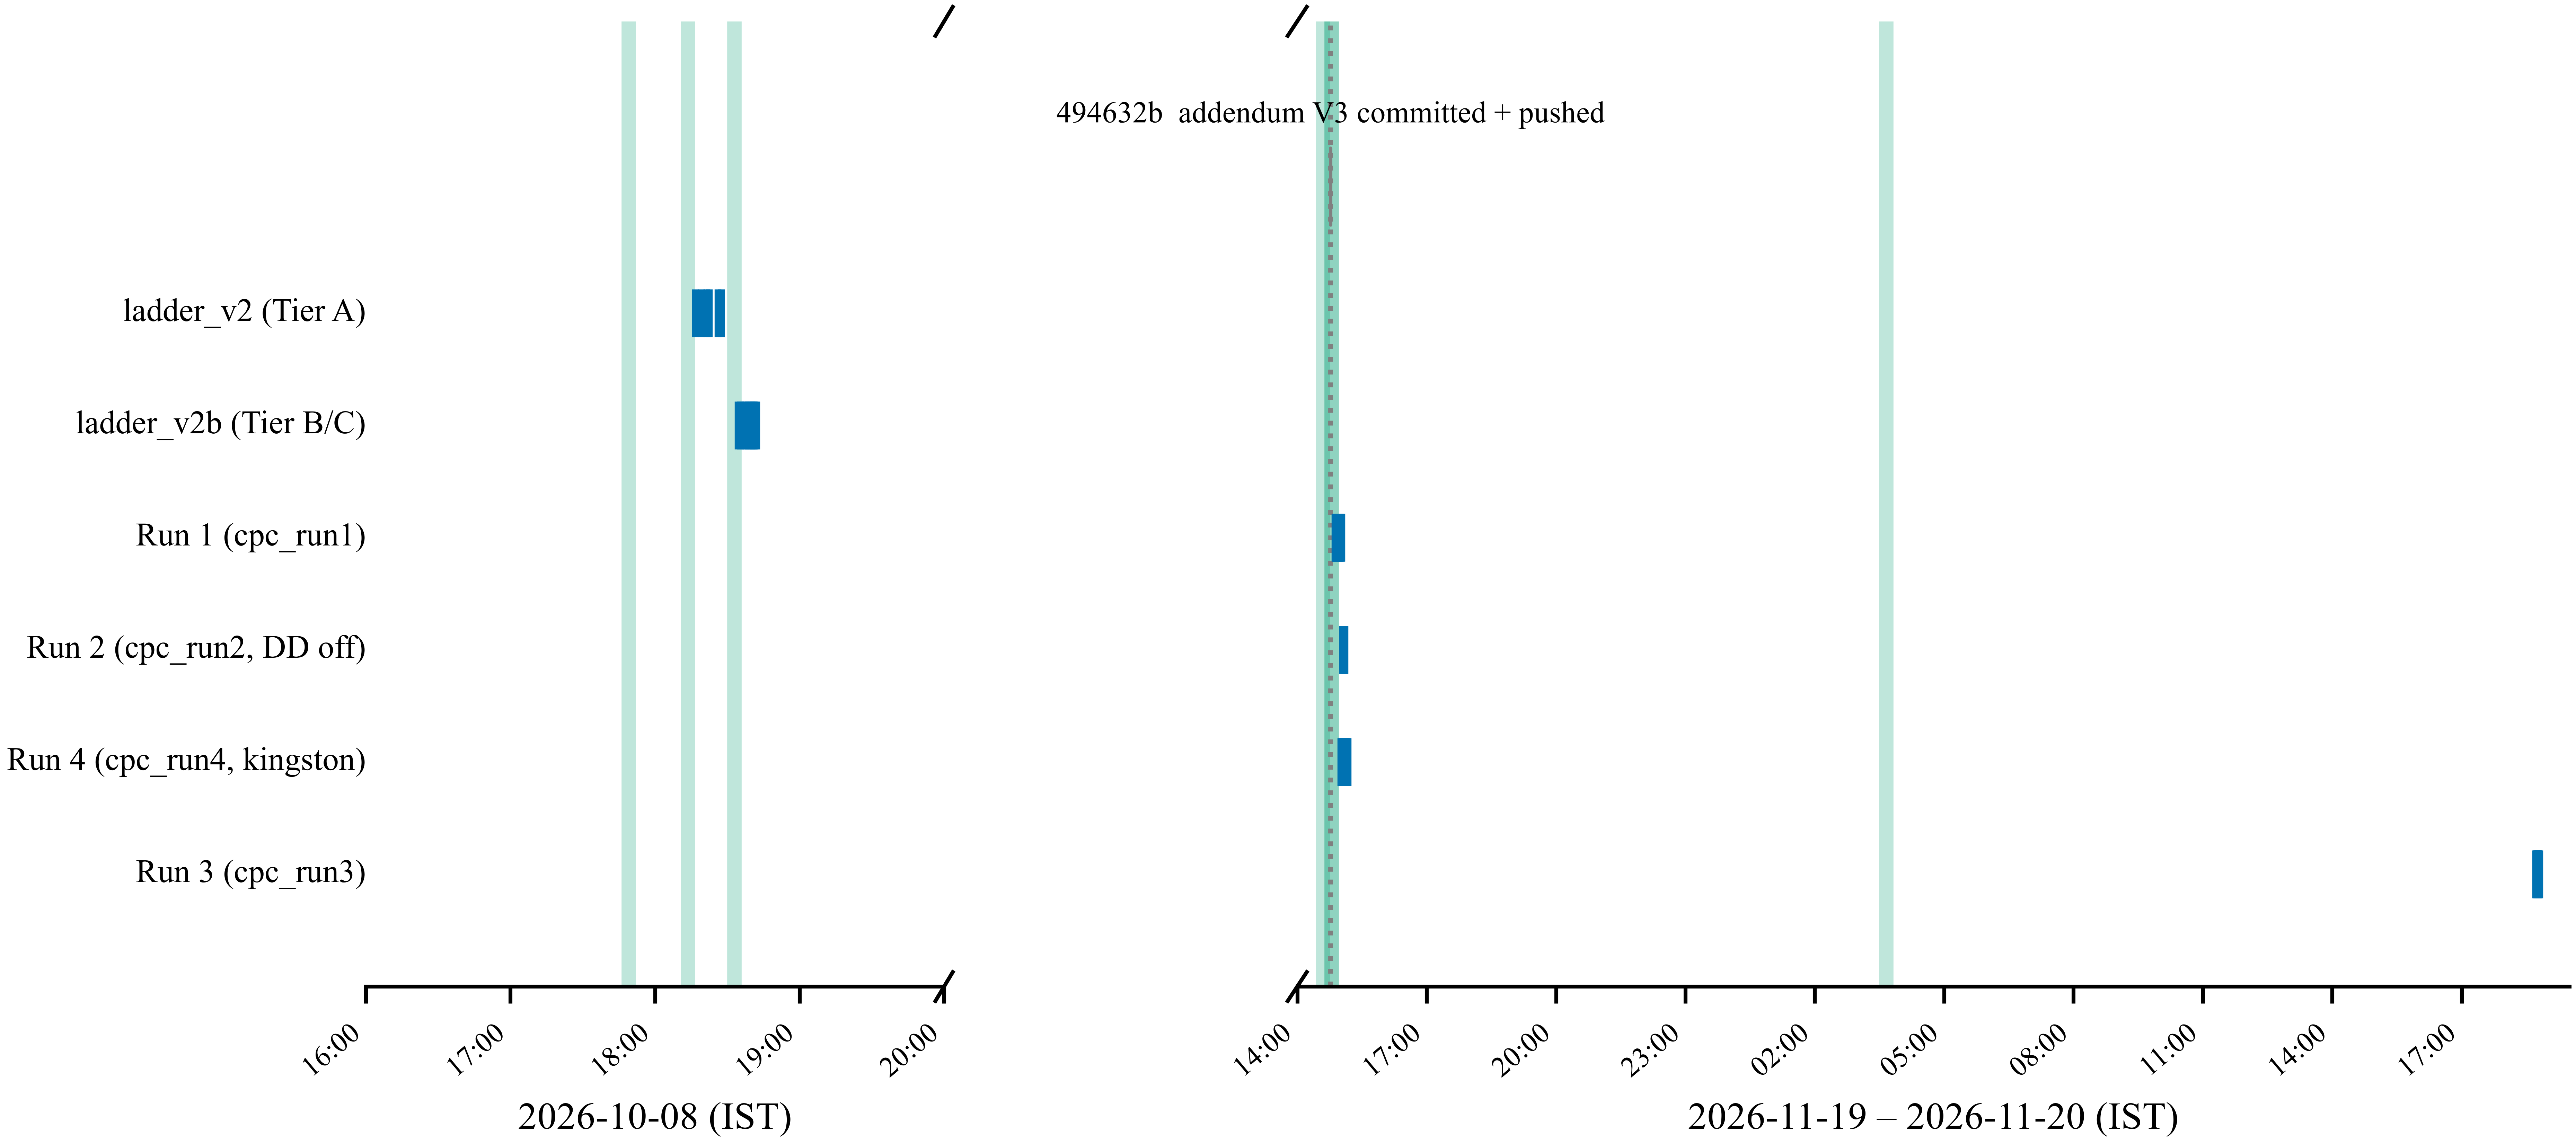 494632b  addendum V3 committed + pushed
ladder_v2 (Tier A)
ladder_v2b (Tier B/C)
Run 1 (cpc_run1)
Run 2 (cpc_run2, DD off)
Run 4 (cpc_run4, kingston)
Run 3 (cpc_run3)
16:00 17:00 18:00 19:00 20:00 14:00 17:00 20:00 23:00 02:00 05:00 08:00 11:00 14:00 17:00
2026-10-08 (IST) 2026-11-19 – 2026-11-20 (IST)